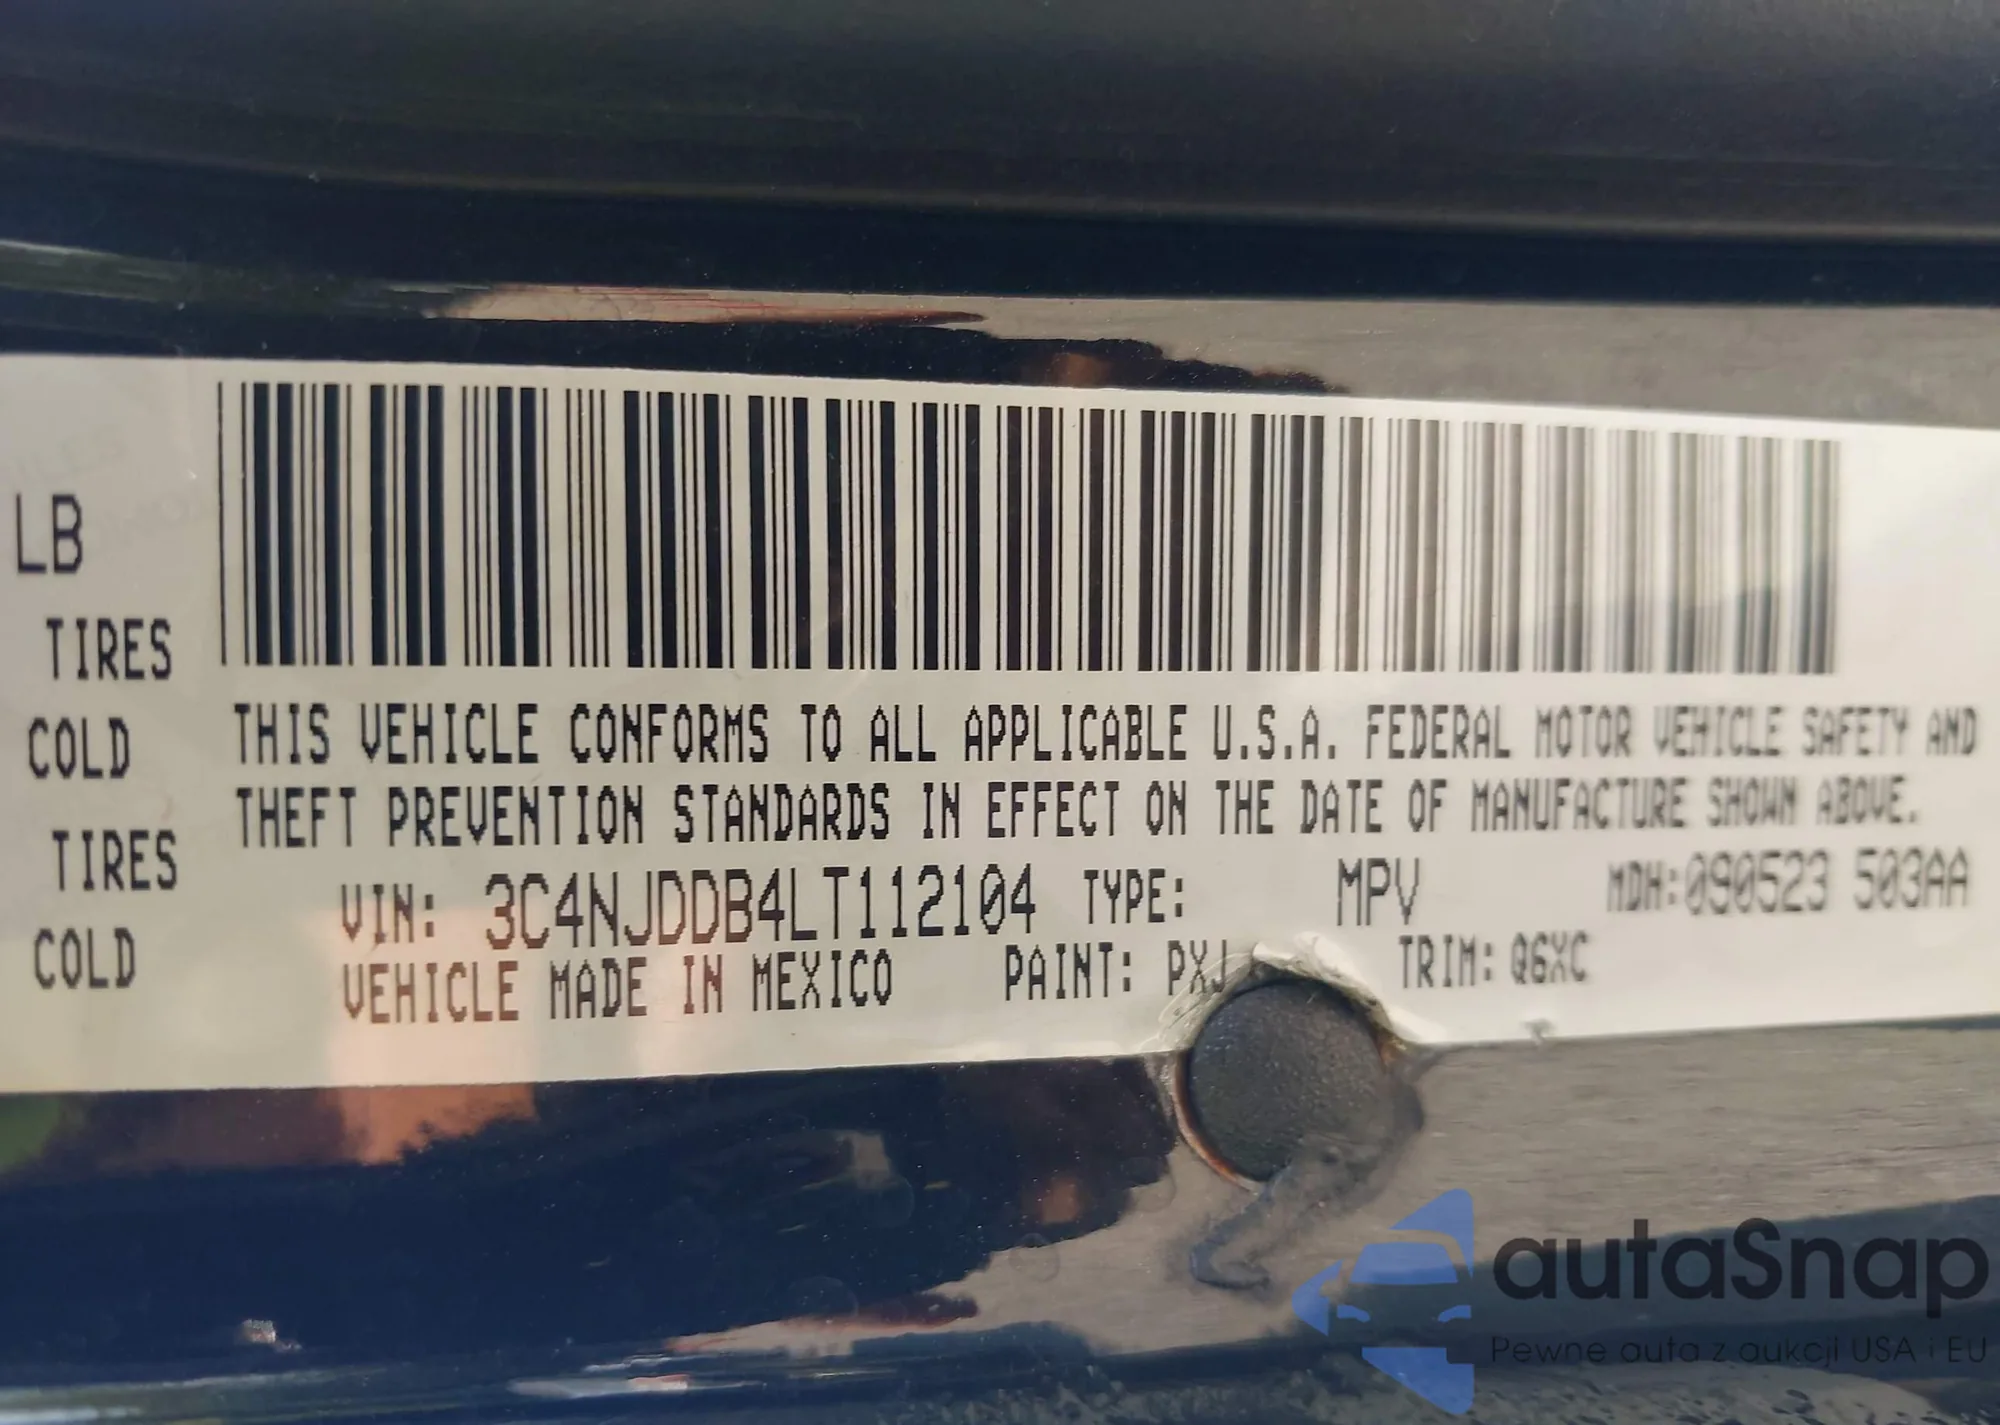 LB
TIRES
COLD
TIRES
COLD
THIS VEHICLE CONFORMS TO ALL APPLICABLE U.S.A. FEDERAL MOTOR VEHICLE SAFETY AND
THEFT PREVENTION STANDARDS IN EFFECT ON THE DATE OF MANUFACTURE SHOWN ABOVE.
VIN: 3C4NJDDB4LT112104 TYPE: MPV MDH:090523 503AA
VEHICLE MADE IN MEXICO PAINT: PXJ TRIM: Q6XC
autaSnap
Pewne auta z aukcji USA i EU